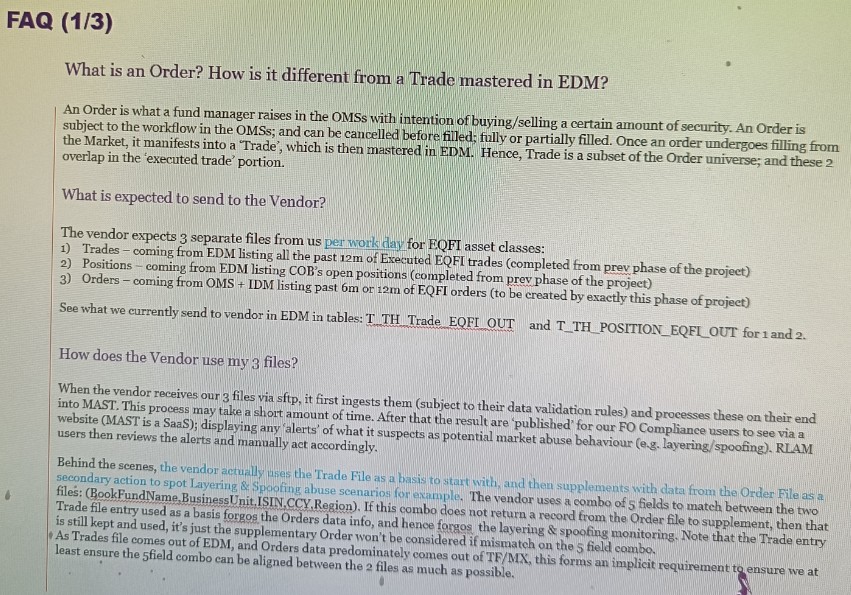 FAQ (1/3)
What is an Order? How is it different from a Trade mastered in EDM?
An Order is what a fund manager raises in the OMSs with intention of buying/selling a certain amount of security. An Order is
subject to the workflow in the OMSs; and can be cancelled before filled; fully or partially filled. Once an order undergoes filling from
the Market, it manifests into a 'Trade', which is then mastered in EDM. Hence, Trade is a subset of the Order universe; and these 2
overlap in the 'executed trade' portion.
What is expected to send to the Vendor?
The vendor expects 3 separate files from us per work day for EQFI asset classes:
1) Trades – coming from EDM listing all the past 12m of Executed EQFI trades (completed from prev phase of the project)
2) Positions – coming from EDM listing COB's open positions (completed from prev phase of the project)
3) Orders – coming from OMS + IDM listing past 6m or 12m of EQFI orders (to be created by exactly this phase of project)
See what we currently send to vendor in EDM in tables: T_TH_Trade_EQFI_OUT and T_TH_POSITION_EQFI_OUT for 1 and 2.
How does the Vendor use my 3 files?
When the vendor receives our 3 files via sftp, it first ingests them (subject to their data validation rules) and processes these on their end
into MAST. This process may take a short amount of time. After that the result are 'published' for our FO Compliance users to see via a
website (MAST is a SaaS); displaying any 'alerts' of what it suspects as potential market abuse behaviour (e.g. layering/spoofing). RLAM
users then reviews the alerts and manually act accordingly.
Behind the scenes, the vendor actually uses the Trade File as a basis to start with, and then supplements with data from the Order File as a
secondary action to spot Layering & Spoofing abuse scenarios for example. The vendor uses a combo of 5 fields to match between the two
files: (BookFundName,BusinessUnit,ISIN,CCY,Region). If this combo does not return a record from the Order file to supplement, then that
Trade file entry used as a basis forgos the Orders data info, and hence forgos the layering & spoofing monitoring. Note that the Trade entry
is still kept and used, it's just the supplementary Order won't be considered if mismatch on the 5 field combo.
As Trades file comes out of EDM, and Orders data predominately comes out of TF/MX, this forms an implicit requirement to ensure we at
least ensure the 5field combo can be aligned between the 2 files as much as possible.